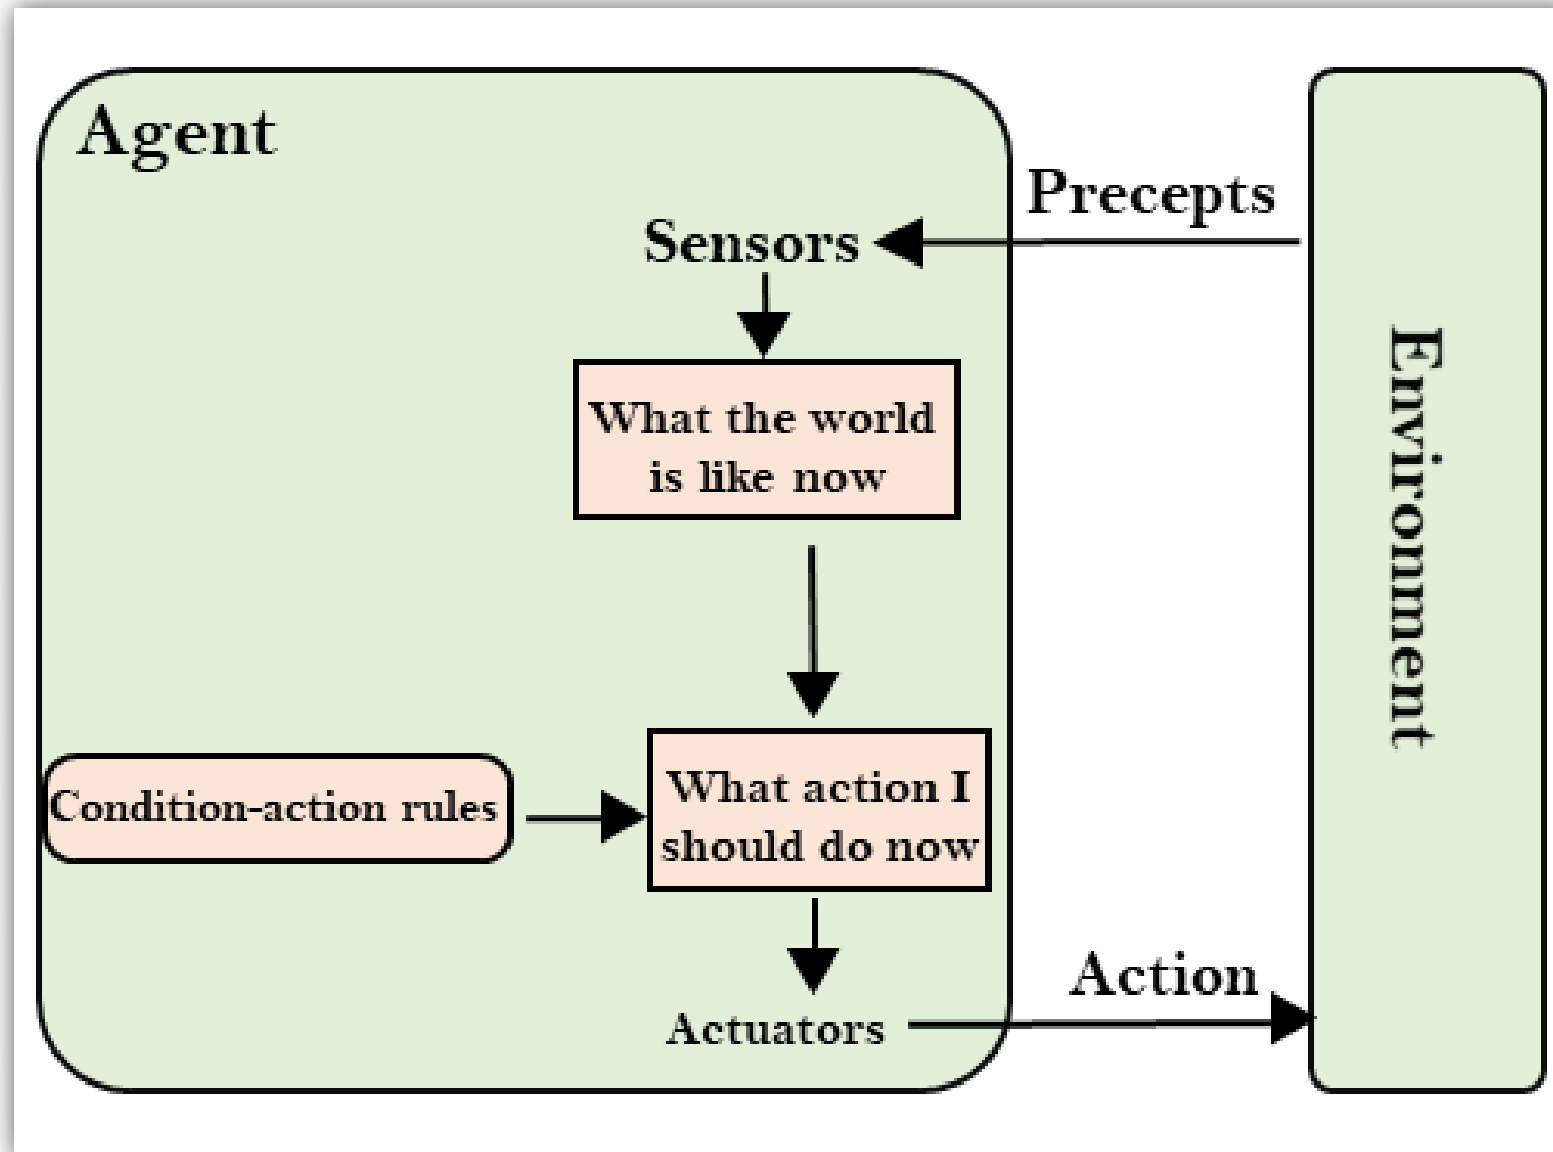 Agent
Precepts
Sensors
What the world
is like now
Environment
Condition-action rules
What action I
should do now
Action
Actuators